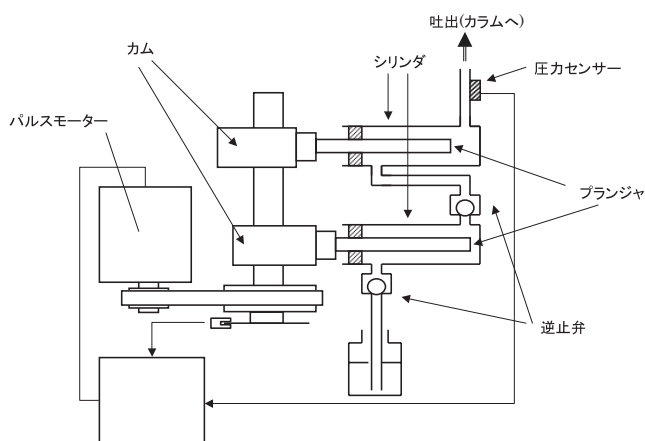 吐出(カラムへ)
カム
シリンダ
圧力センサー
パルスモーター
プランジャ
逆止弁